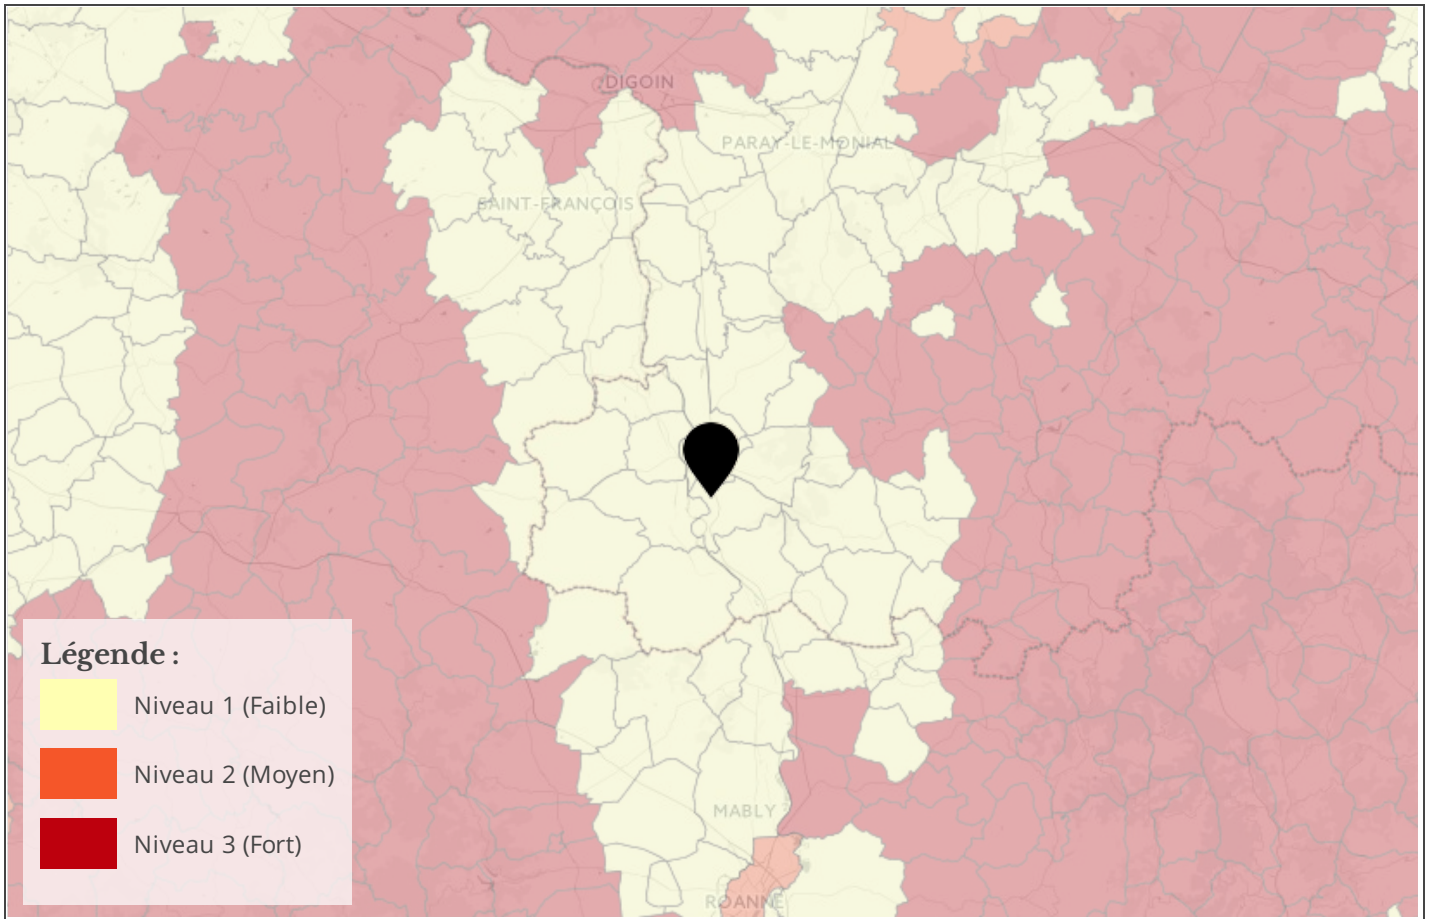 DIGOIN
PARAY-LE-MONIAL
SAINT-FRANÇOIS
MABLY
ROANNE
Légende :
Niveau 1 (Faible)
Niveau 2 (Moyen)
Niveau 3 (Fort)